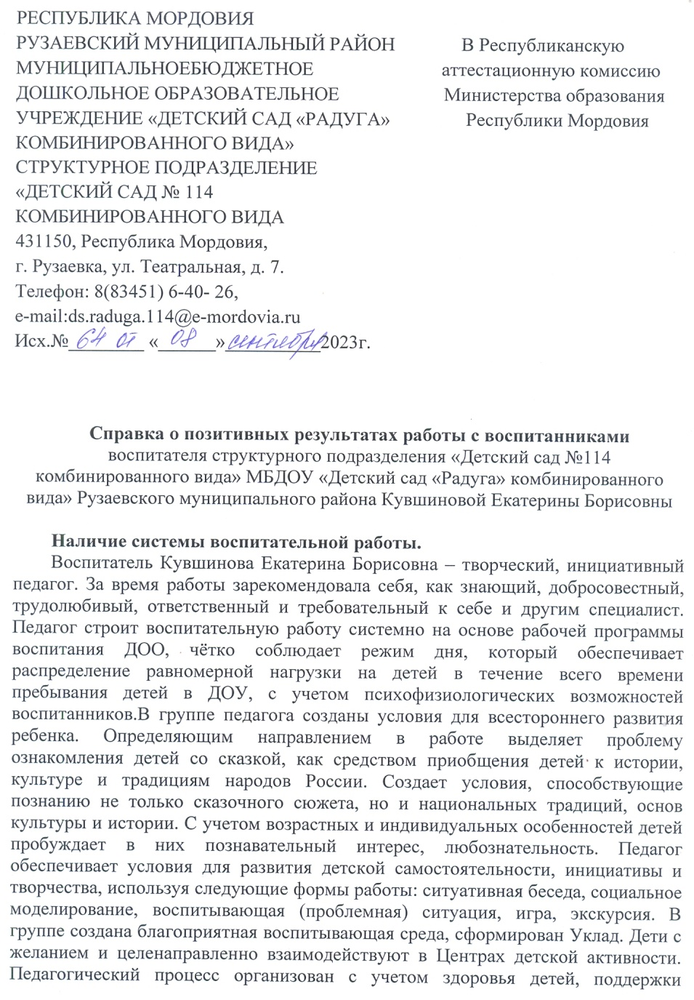 РЕСПУБЛИКА МОРДОВИЯ
РУЗАЕВСКИЙ МУНИЦИПАЛЬНЫЙ РАЙОН
МУНИЦИПАЛЬНОЕБЮДЖЕТНОЕ
ДОШКОЛЬНОЕ ОБРАЗОВАТЕЛЬНОЕ
УЧРЕЖДЕНИЕ «ДЕТСКИЙ САД «РАДУГА»
КОМБИНИРОВАННОГО ВИДА»
СТРУКТУРНОЕ ПОДРАЗДЕЛЕНИЕ
«ДЕТСКИЙ САД № 114
КОМБИНИРОВАННОГО ВИДА
431150, Республика Мордовия,
г. Рузаевка, ул. Театральная, д. 7.
Телефон: 8(83451) 6-40- 26,
e-mail:ds.raduga.114@e-mordovia.ru
Исх.№ 64 от « 08 » сентября 2023г.
В Республиканскую
аттестационную комиссию
Министерства образования
Республики Мордовия
Справка о позитивных результатах работы с воспитанниками
воспитателя структурного подразделения «Детский сад №114
комбинированного вида» МБДОУ «Детский сад «Радуга» комбинированного
вида» Рузаевского муниципального района Кувшиновой Екатерины Борисовны
Наличие системы воспитательной работы.
Воспитатель Кувшинова Екатерина Борисовна – творческий, инициативный
педагог. За время работы зарекомендовала себя, как знающий, добросовестный,
трудолюбивый, ответственный и требовательный к себе и другим специалист.
Педагог строит воспитательную работу системно на основе рабочей программы
воспитания ДОО, чётко соблюдает режим дня, который обеспечивает
распределение равномерной нагрузки на детей в течение всего времени
пребывания детей в ДОУ, с учетом психофизиологических возможностей
воспитанников.В группе педагога созданы условия для всестороннего развития
ребенка. Определяющим направлением в работе выделяет проблему
ознакомления детей со сказкой, как средством приобщения детей к истории,
культуре и традициям народов России. Создает условия, способствующие
познанию не только сказочного сюжета, но и национальных традиций, основ
культуры и истории. С учетом возрастных и индивидуальных особенностей детей
пробуждает в них познавательный интерес, любознательность. Педагог
обеспечивает условия для развития детской самостоятельности, инициативы и
творчества, используя следующие формы работы: ситуативная беседа, социальное
моделирование, воспитывающая (проблемная) ситуация, игра, экскурсия. В
группе создана благоприятная воспитывающая среда, сформирован Уклад. Дети с
желанием и целенаправленно взаимодействуют в Центрах детской активности.
Педагогический процесс организован с учетом здоровья детей, поддержки